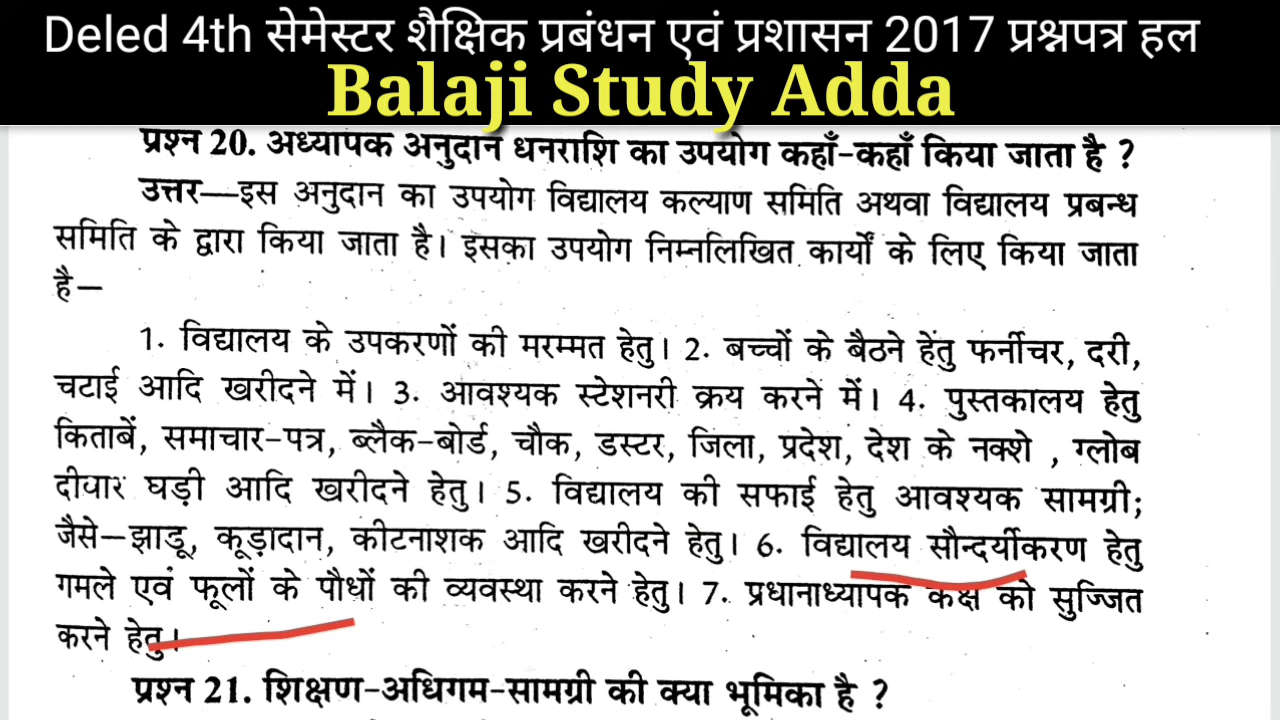 Deled 4th सेमेस्टर शैक्षिक प्रबंधन एवं प्रशासन 2017 प्रश्नपत्र हल
Balaji Study Adda
प्रश्न 20. अध्यापक अनुदान धनराशि का उपयोग कहाँ-कहाँ किया जाता है ?
उत्तर—इस अनुदान का उपयोग विद्यालय कल्याण समिति अथवा विद्यालय प्रबन्ध
समिति के द्वारा किया जाता है। इसका उपयोग निम्नलिखित कार्यों के लिए किया जाता
है—
1. विद्यालय के उपकरणों की मरम्मत हेतु। 2. बच्चों के बैठने हेंतु फर्नीचर, दरी,
चटाई आदि खरीदने में। 3. आवश्यक स्टेशनरी क्रय करने में। 4. पुस्तकालय हेतु
किताबें, समाचार-पत्र, ब्लैक-बोर्ड, चौक, डस्टर, जिला, प्रदेश, देश के नक्शे , ग्लोब
दीवार घड़ी आदि खरीदने हेतु। 5. विद्यालय की सफाई हेतु आवश्यक सामग्री;
जैसे—झाडू, कूड़ादान, कीटनाशक आदि खरीदने हेतु। 6. विद्यालय सौन्दर्यीकरण हेतु
गमले एवं फूलों के पौधों की व्यवस्था करने हेतु। 7. प्रधानाध्यापक कक्ष को सुज्जित
करने हेतु।
प्रश्न 21. शिक्षण-अधिगम-सामग्री की क्या भूमिका है ?